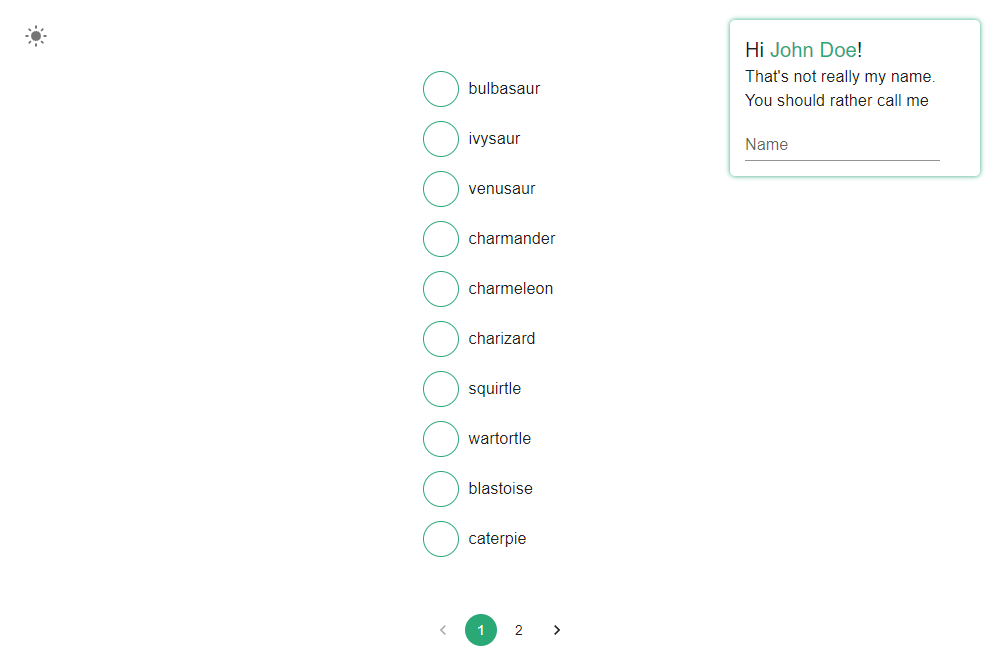 Hi John Doe!
That's not really my name.
You should rather call me
Name
bulbasaur
ivysaur
venusaur
charmander
charmeleon
charizard
squirtle
wartortle
blastoise
caterpie
1 2